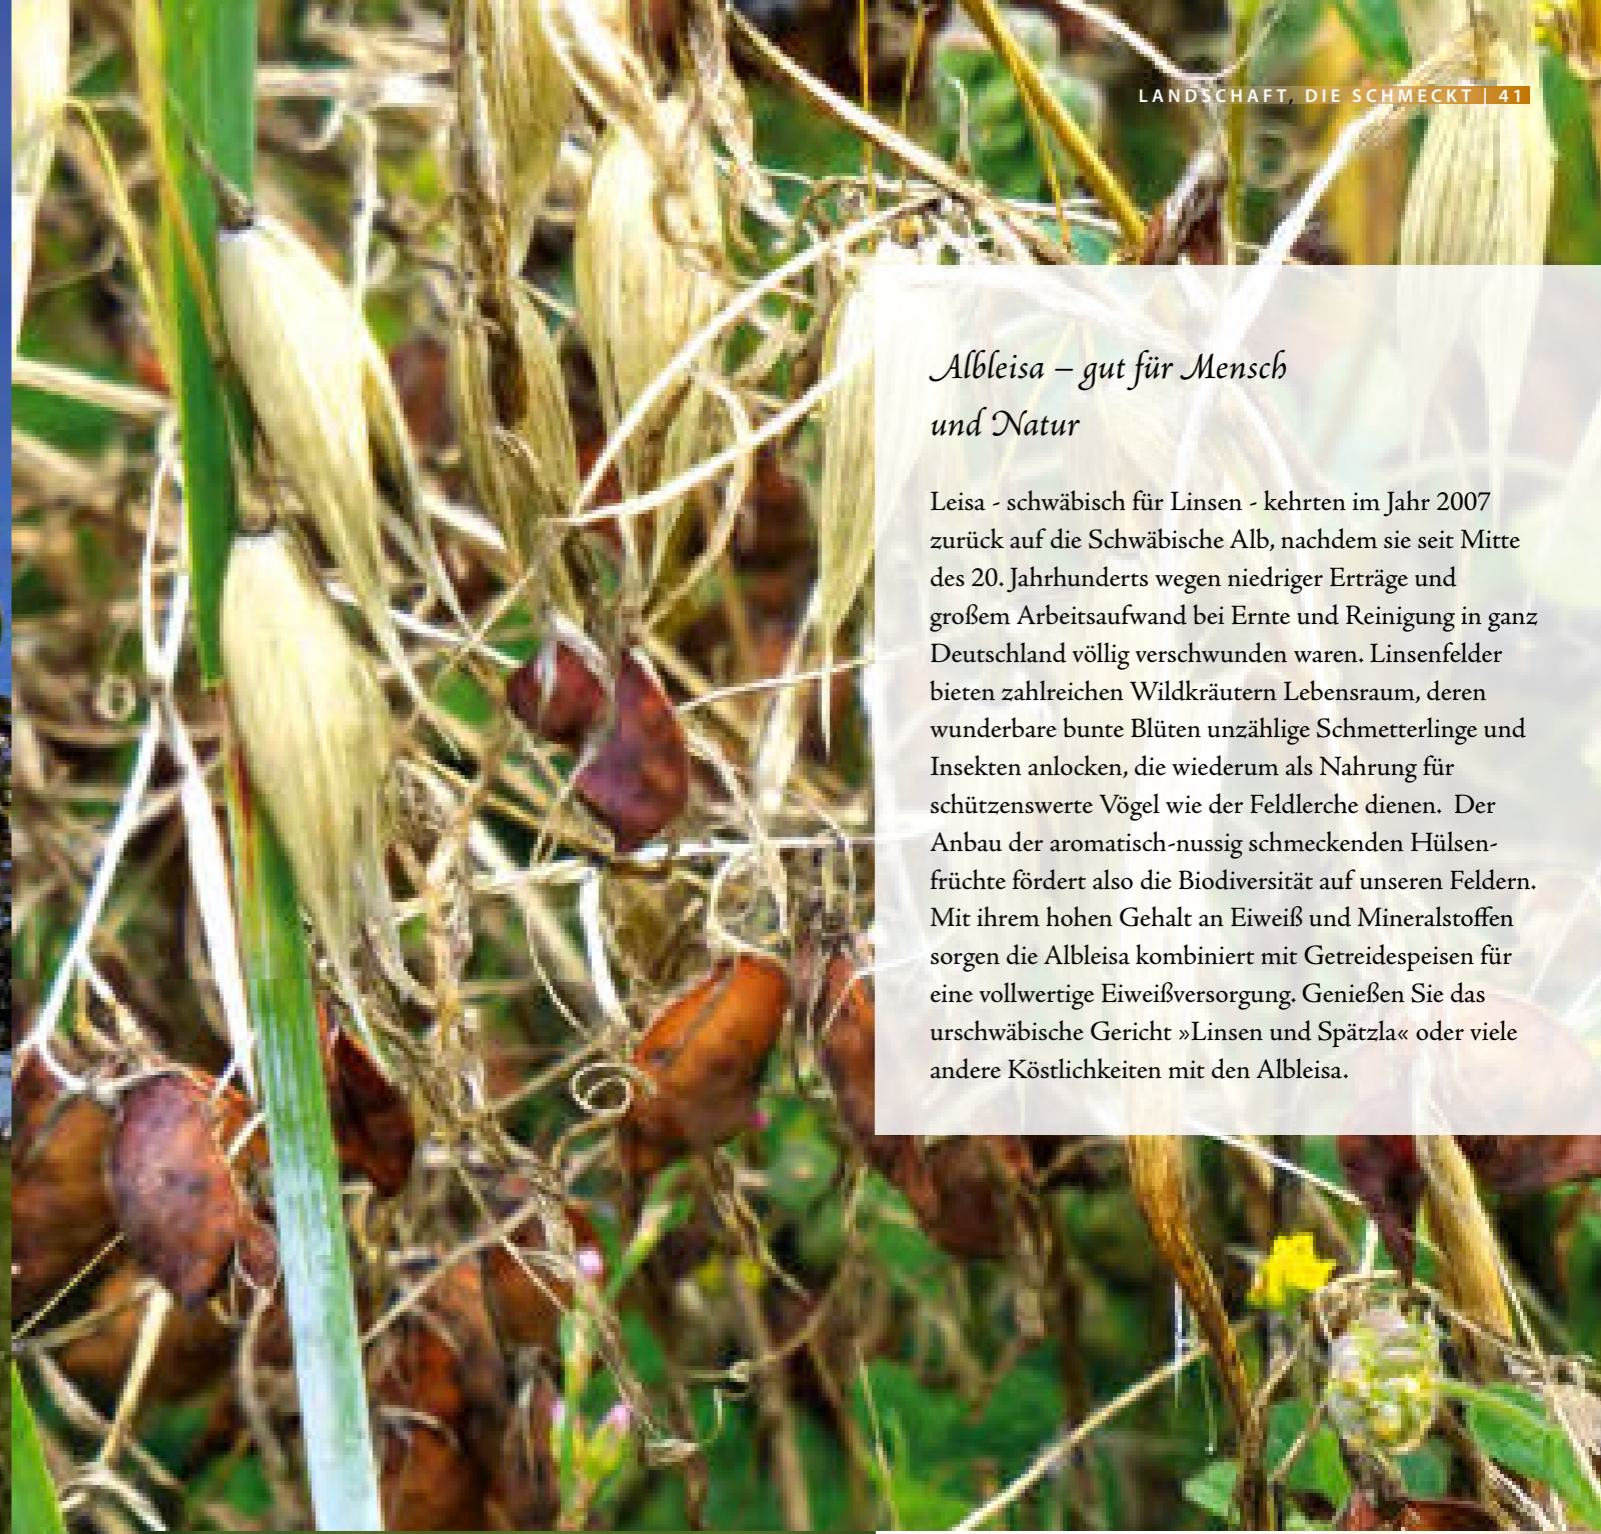 LANDSCHAFT, DIE SCHMECKT | 41
Albleisa – gut für Mensch
und Natur
Leisa - schwäbisch für Linsen - kehrten im Jahr 2007
zurück auf die Schwäbische Alb, nachdem sie seit Mitte
des 20. Jahrhunderts wegen niedriger Erträge und
großem Arbeitsaufwand bei Ernte und Reinigung in ganz
Deutschland völlig verschwunden waren. Linsenfelder
bieten zahlreichen Wildkräutern Lebensraum, deren
wunderbare bunte Blüten unzählige Schmetterlinge und
Insekten anlocken, die wiederum als Nahrung für
schützenswerte Vögel wie der Feldlerche dienen.  Der
Anbau der aromatisch-nussig schmeckenden Hülsen-
früchte fördert also die Biodiversität auf unseren Feldern.
Mit ihrem hohen Gehalt an Eiweiß und Mineralstoffen
sorgen die Albleisa kombiniert mit Getreidespeisen für
eine vollwertige Eiweißversorgung. Genießen Sie das
urschwäbische Gericht »Linsen und Spätzla« oder viele
andere Köstlichkeiten mit den Albleisa.